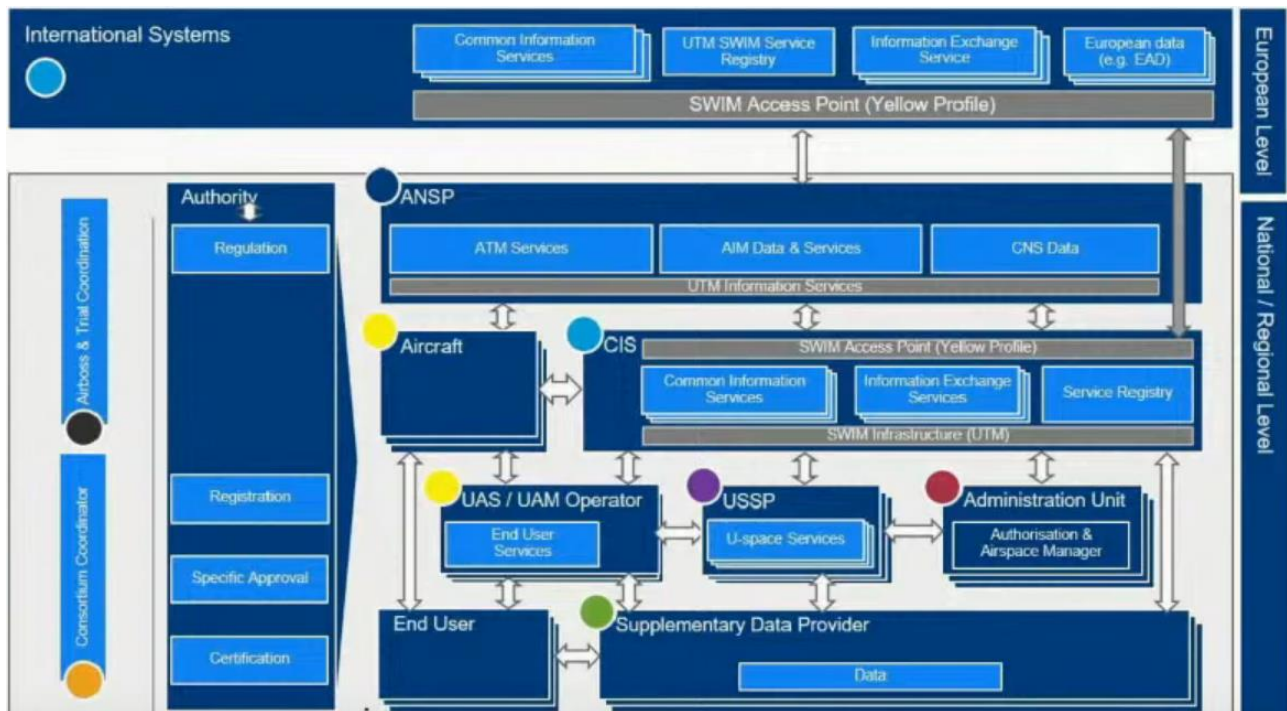 International Systems
Common Information
Services
UTM SWIM Service
Registry
Information Exchange
Service
European data
(e.g. EAD)
SWIM Access Point (Yellow Profile)
European Level
Authority
Regulation
Registration
Specific Approval
Certification
Airboss & Trial Coordination
Consortium Coordinator
ANSP
ATM Services
AIM Data & Services
CNS Data
UTM Information Services
National / Regional Level
Aircraft
CIS
SWIM Access Point (Yellow Profile)
Common Information
Services
Information Exchange
Services
Service Registry
SWIM Infrastructure (UTM)
UAS / UAM Operator
End User
Services
USSP
U-space Services
Administration Unit
Authorisation &
Airspace Manager
End User
Supplementary Data Provider
Data